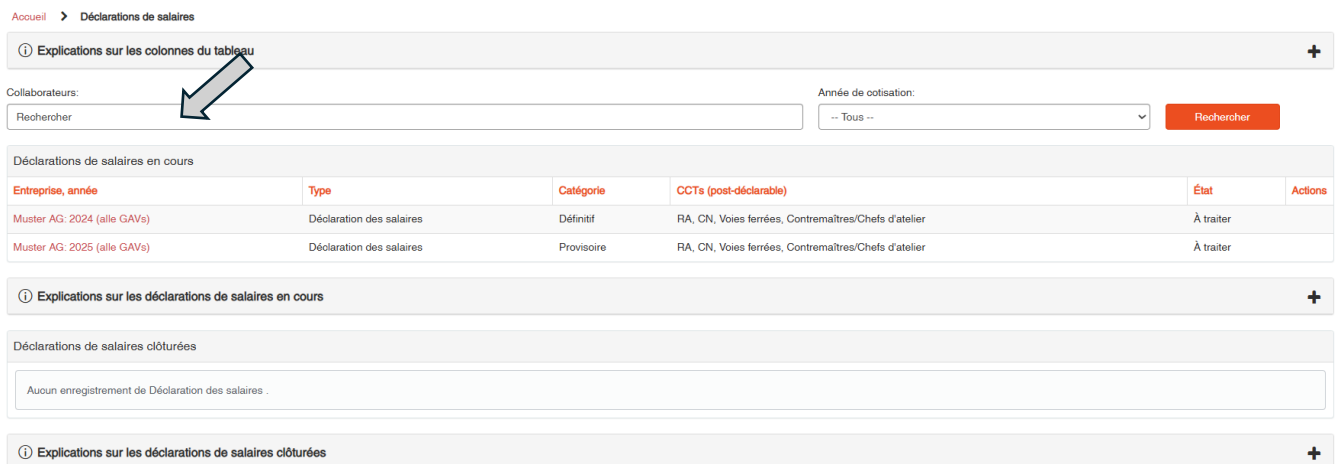 Accueil > Déclarations de salaires
Explications sur les colonnes du tableau
Collaborateurs: Année de cotisation:
Rechercher -- Tous -- Rechercher
Déclarations de salaires en cours
Entreprise, année Type Catégorie CCTs (post-déclarable) État Actions
Muster AG: 2024 (alle GAVs) Déclaration des salaires Définitif RA, CN, Voies ferrées, Contremaîtres/Chefs d'atelier À traiter
Muster AG: 2025 (alle GAVs) Déclaration des salaires Provisoire RA, CN, Voies ferrées, Contremaîtres/Chefs d'atelier À traiter
Explications sur les déclarations de salaires en cours
Déclarations de salaires clôturées
Aucun enregistrement de Déclaration des salaires .
Explications sur les déclarations de salaires clôturées